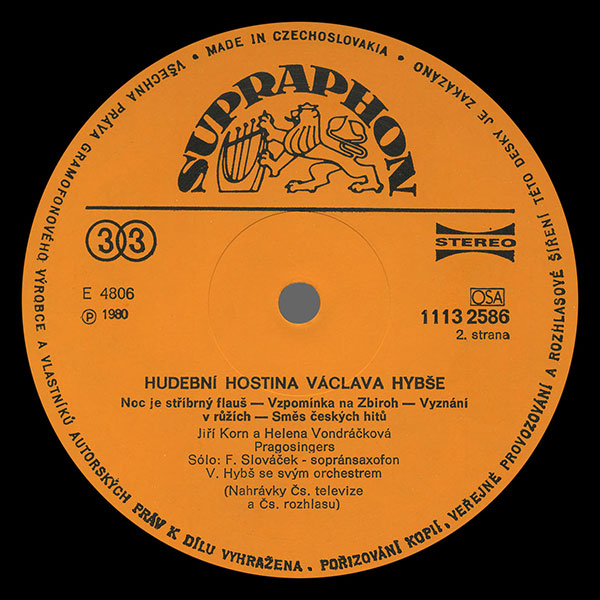 MADE IN CZECHOSLOVAKIA • VŠECHNA PRÁVA GRAMOFONOVÉHO VÝROBCE A VLASTNÍKŮ AUTORSKÝCH PRÁV K DÍLU VYHRAŽENA. POŘIZOVÁNÍ KOPIÍ, VEŘEJNÉ PROVOZOVÁNÍ A ROZHLASOVÉ ŠÍŘENÍ TÉTO DESKY JE ZAKÁZÁNO •
SUPRAPHON
33
STEREO
E 4806
Ⓟ 1980
OSA
1113 2586
2. strana
HUDEBNÍ HOSTINA VÁCLAVA HYBŠE
Noc je stříbrný flauš — Vzpomínka na Zbiroh — Vyznání
v růžích — Směs českých hitů
Jiří Korn a Helena Vondráčková
Pragosingers
Sólo: F. Slováček - sopránsaxofon
V. Hybš se svým orchestrem
(Nahrávky Čs. televize
a Čs. rozhlasu)